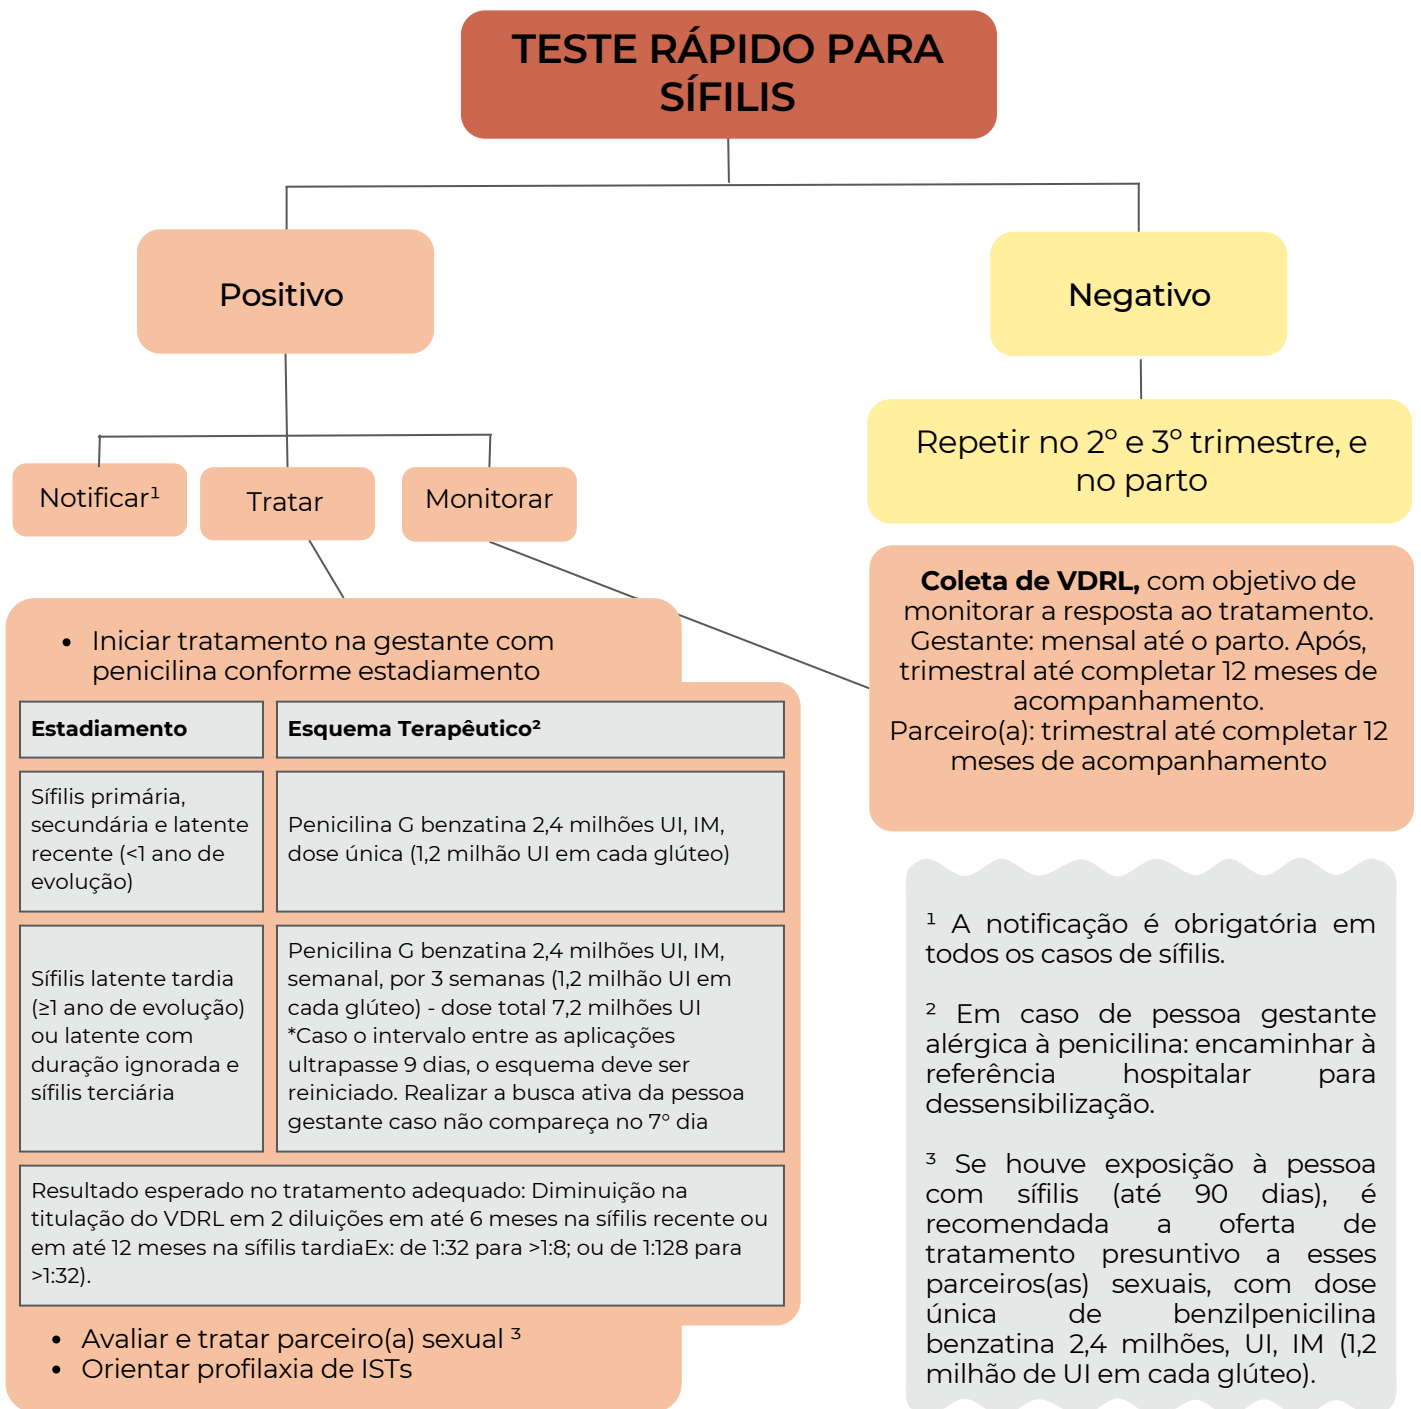 TESTE RÁPIDO PARA
SÍFILIS
Positivo
Negativo
Repetir no 2º e 3º trimestre, e
no parto
Notificar¹
Tratar
Monitorar
Coleta de VDRL, com objetivo de
monitorar a resposta ao tratamento.
Gestante: mensal até o parto. Após,
trimestral até completar 12 meses de
acompanhamento.
Parceiro(a): trimestral até completar 12
meses de acompanhamento
• Iniciar tratamento na gestante com
penicilina conforme estadiamento
Estadiamento
Esquema Terapêutico²
Sífilis primária,
secundária e latente
recente (<1 ano de
evolução)
Penicilina G benzatina 2,4 milhões UI, IM,
dose única (1,2 milhão UI em cada glúteo)
Sífilis latente tardia
(≥1 ano de evolução)
ou latente com
duração ignorada e
sífilis terciária
Penicilina G benzatina 2,4 milhões UI, IM,
semanal, por 3 semanas (1,2 milhão UI em
cada glúteo) - dose total 7,2 milhões UI
*Caso o intervalo entre as aplicações
ultrapasse 9 dias, o esquema deve ser
reiniciado. Realizar a busca ativa da pessoa
gestante caso não compareça no 7° dia
Resultado esperado no tratamento adequado: Diminuição na
titulação do VDRL em 2 diluições em até 6 meses na sífilis recente ou
em até 12 meses na sífilis tardiaEx: de 1:32 para >1:8; ou de 1:128 para
>1:32).
• Avaliar e tratar parceiro(a) sexual ³
• Orientar profilaxia de ISTs
¹ A notificação é obrigatória em
todos os casos de sífilis.
² Em caso de pessoa gestante
alérgica à penicilina: encaminhar à
referência hospitalar para
dessensibilização.
³ Se houve exposição à pessoa
com sífilis (até 90 dias), é
recomendada a oferta de
tratamento presuntivo a esses
parceiros(as) sexuais, com dose
única de benzilpenicilina
benzatina 2,4 milhões, UI, IM (1,2
milhão de UI em cada glúteo).